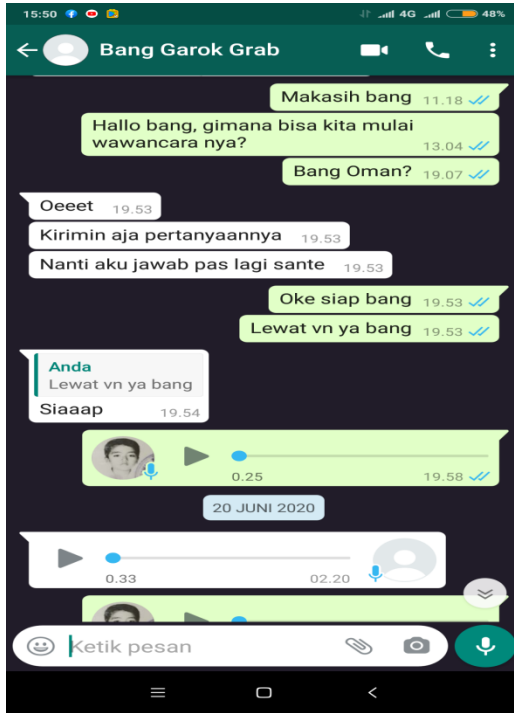 15:50 4G 48%
Bang Garok Grab
Makasih bang 11.18
Hallo bang, gimana bisa kita mulai
wawancara nya? 13.04
Bang Oman? 19.07
Oeeet 19.53
Kirimin aja pertanyaannya 19.53
Nanti aku jawab pas lagi sante 19.53
Oke siap bang 19.53
Lewat vn ya bang 19.53
Anda
Lewat vn ya bang
Siaaap 19.54
0.25 19.58
20 JUNI 2020
0.33 02.20
Ketik pesan